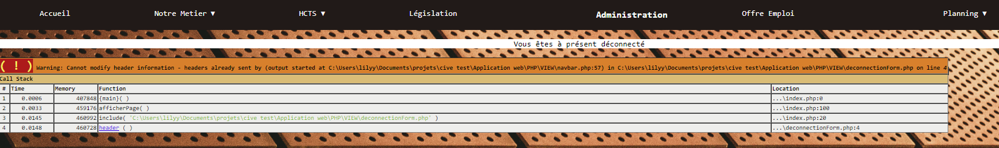 Accueil Notre Metier ▼ HCTS ▼ Législation Administration Offre Emploi Planning ▼
Vous êtes à présent déconnecté
( ! ) Warning: Cannot modify header information - headers already sent by (output started at C:\Users\lilyy\Documents\projets\cive test\Application web\PHP\VIEW\navbar.php:57) in C:\Users\lilyy\Documents\projets\cive test\Application web\PHP\VIEW\deconnectionForm.php on line 4
Call Stack
# Time Memory Function Location
1 0.0006 407848 {main}( ) ...\index.php:0
2 0.0033 459176 afficherPage( ) ...\index.php:100
3 0.0145 460992 include( 'C:\Users\lilyy\Documents\projets\cive test\Application web\PHP\VIEW\deconnectionForm.php' ) ...\index.php:20
4 0.0148 460728 header ( ) ...\deconnectionForm.php:4